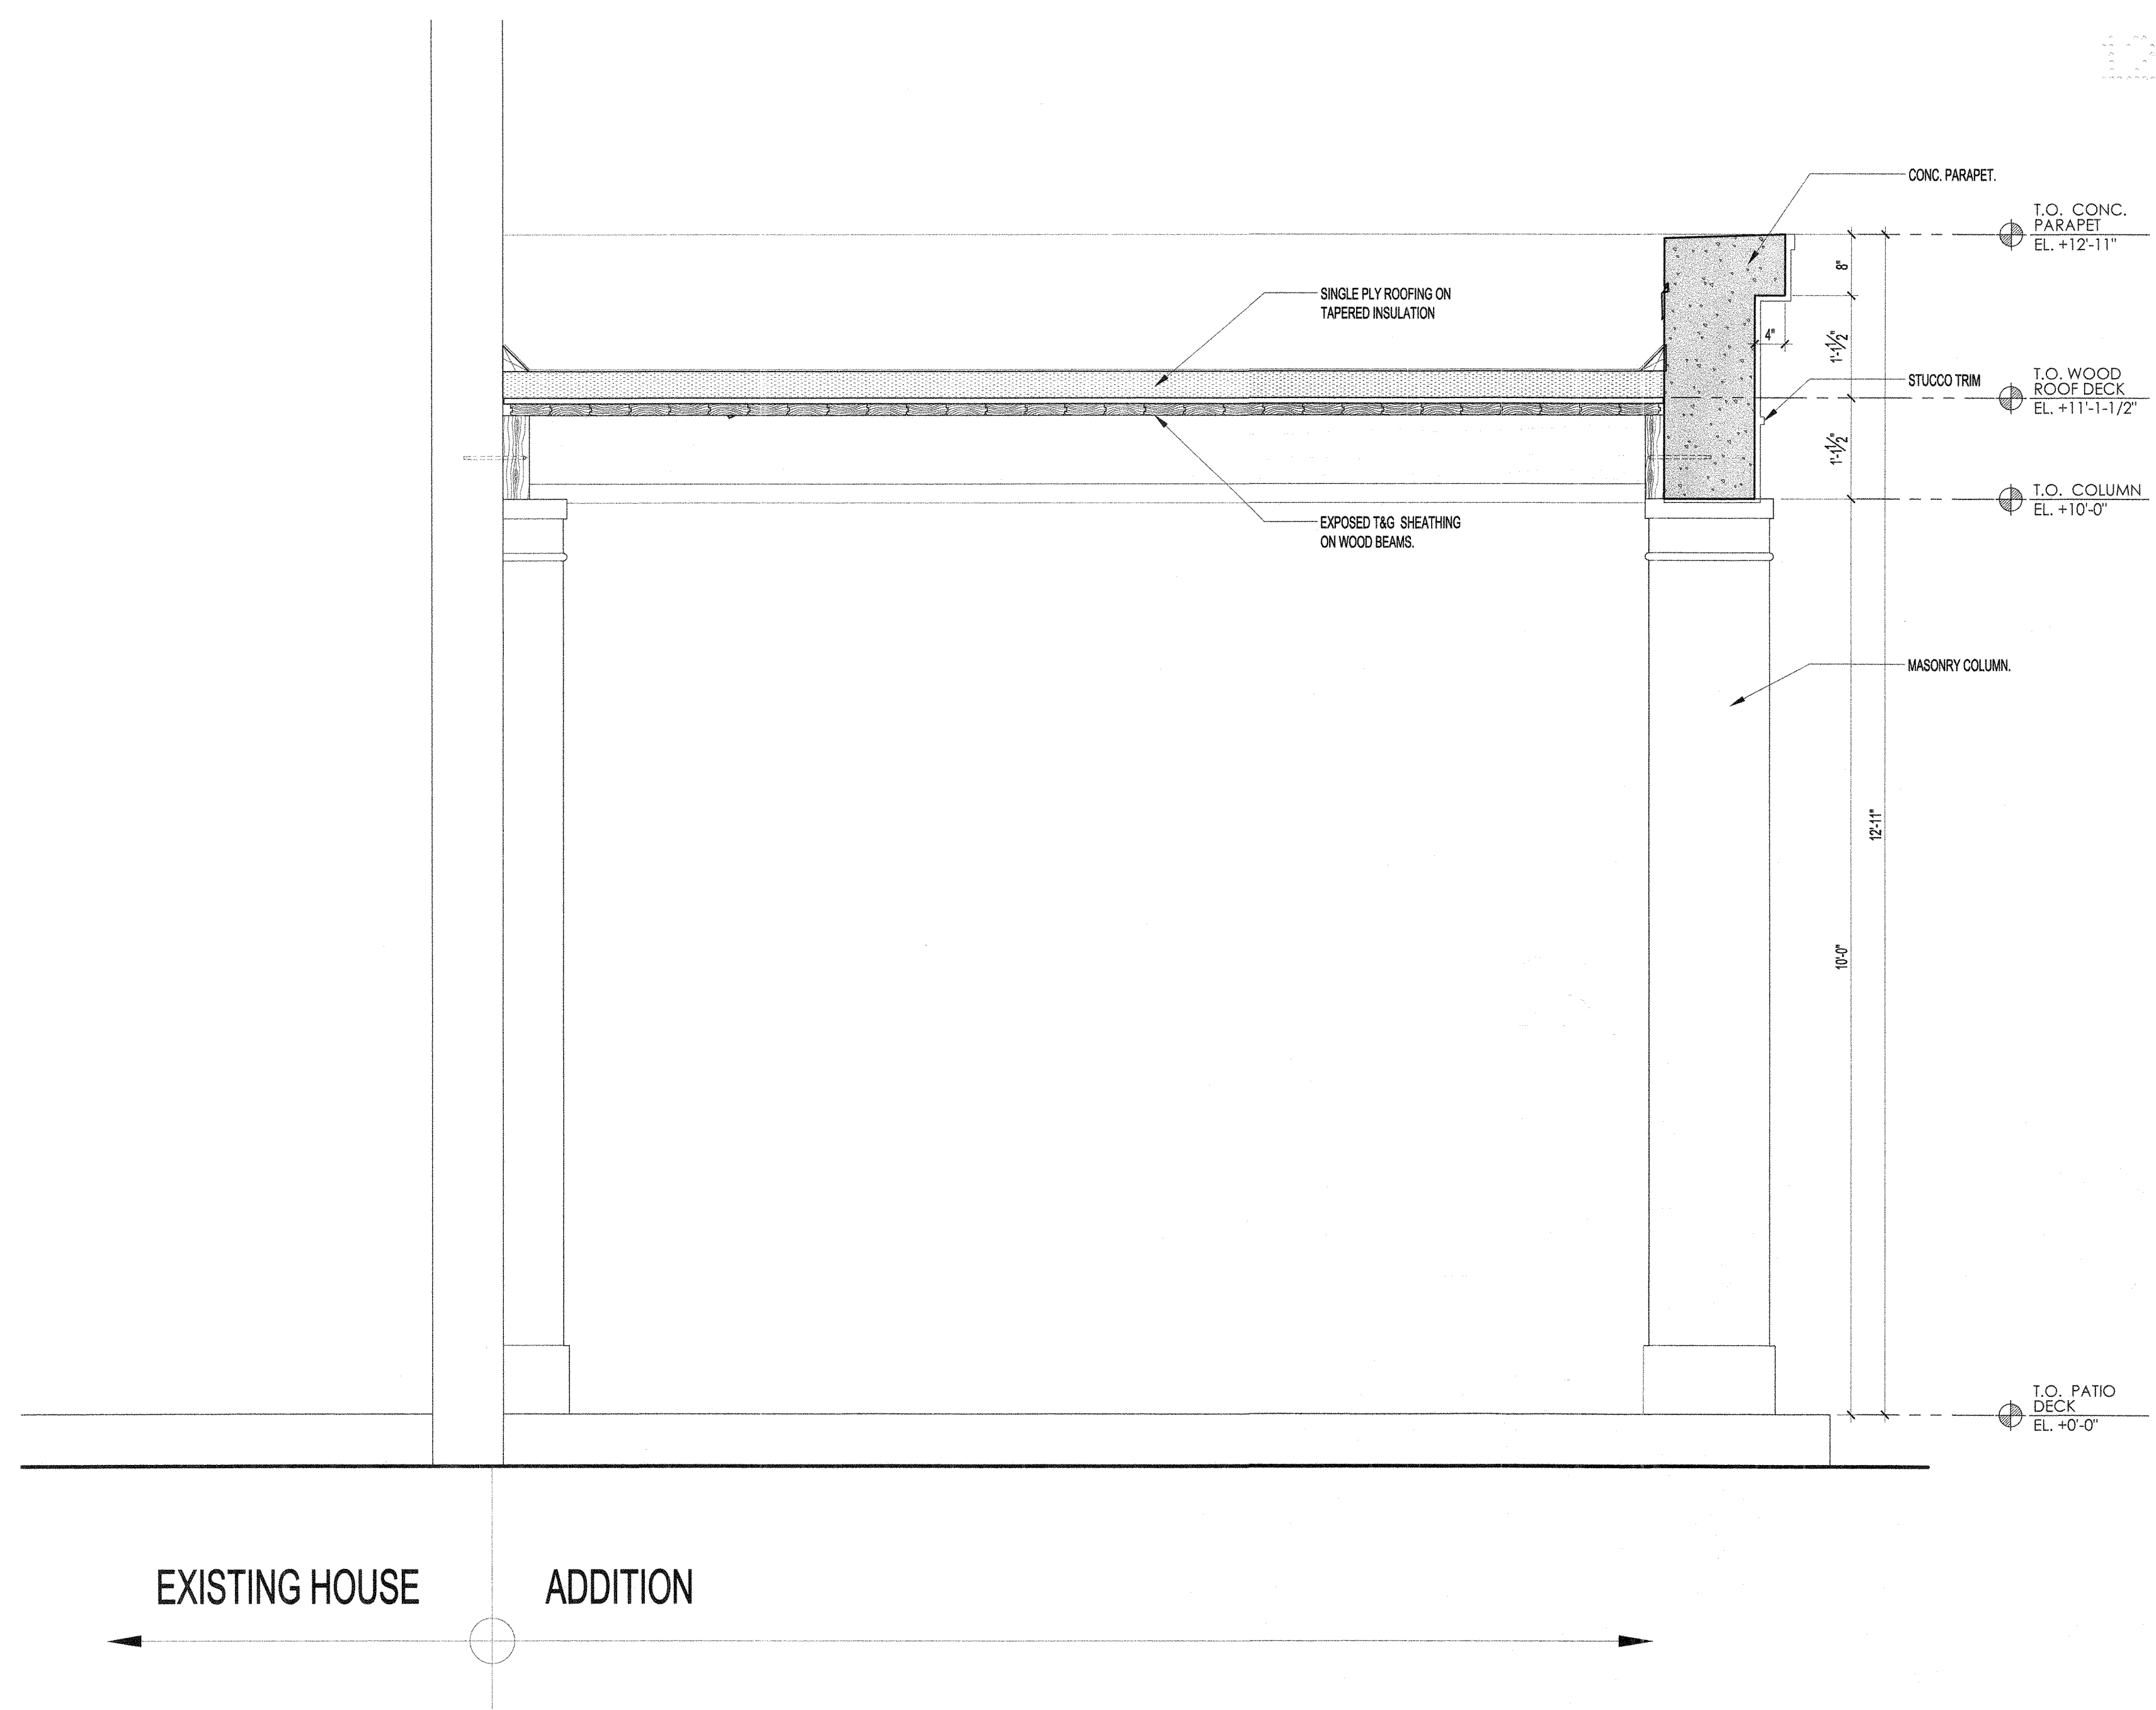 12
CONC. PARAPET.
T.O. CONC.
PARAPET
EL. +12'-11"
8"
SINGLE PLY ROOFING ON
TAPERED INSULATION
4"
1'-1½"
STUCCO TRIM
T.O. WOOD
ROOF DECK
EL. +11'-1-1/2"
1'-1½"
T.O. COLUMN
EL. +10'-0"
EXPOSED T&G SHEATHING
ON WOOD BEAMS.
MASONRY COLUMN.
12'-11"
10'-0"
T.O. PATIO
DECK
EL. +0'-0"
EXISTING HOUSE
ADDITION